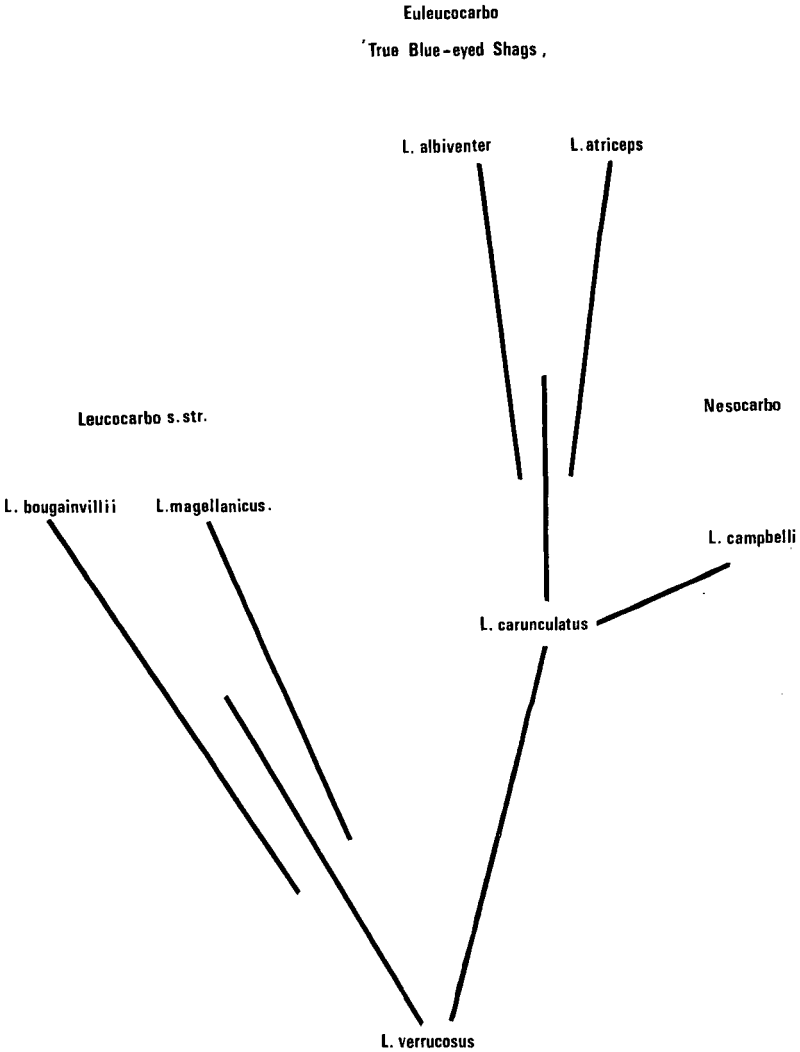 Euleucocarbo
'True Blue-eyed Shags,
L. albiventer
L. atriceps
Leucocarbo s. str.
Nesocarbo
L. bougainvillii
L. magellanicus.
L. campbelli
L. carunculatus
L. verrucosus